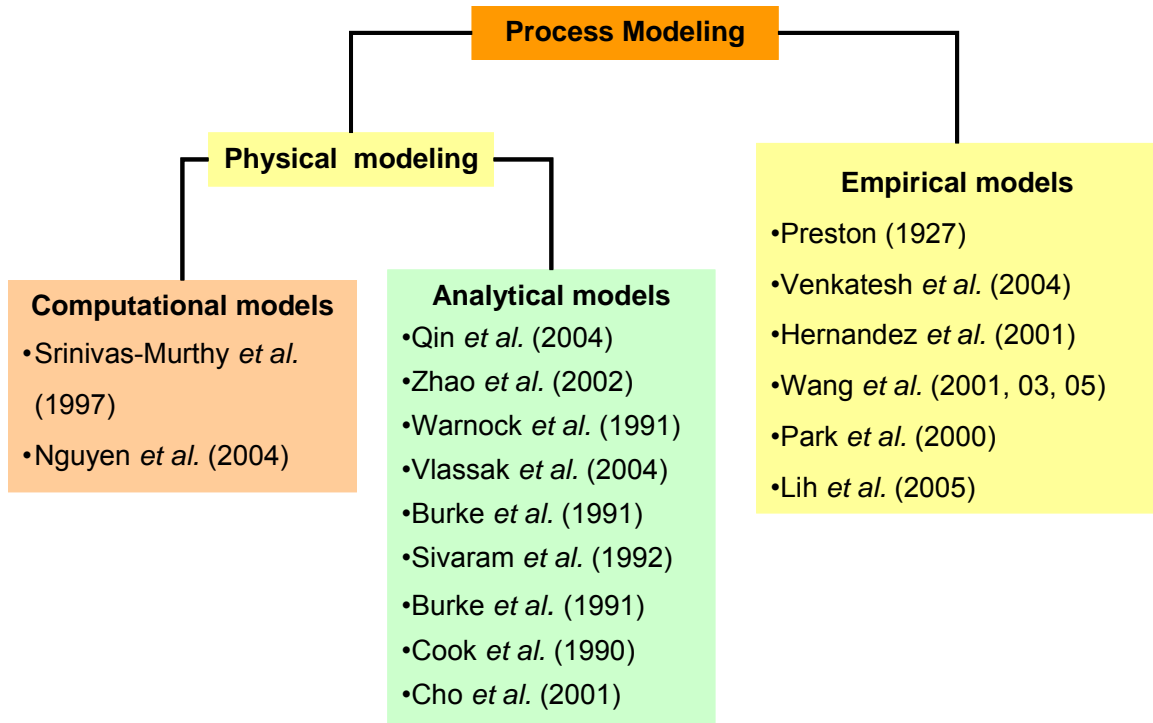 Process Modeling
Physical modeling
Computational models
•Srinivas-Murthy et al.
(1997)
•Nguyen et al. (2004)
Analytical models
•Qin et al. (2004)
•Zhao et al. (2002)
•Warnock et al. (1991)
•Vlassak et al. (2004)
•Burke et al. (1991)
•Sivaram et al. (1992)
•Burke et al. (1991)
•Cook et al. (1990)
•Cho et al. (2001)
Empirical models
•Preston (1927)
•Venkatesh et al. (2004)
•Hernandez et al. (2001)
•Wang et al. (2001, 03, 05)
•Park et al. (2000)
•Lih et al. (2005)